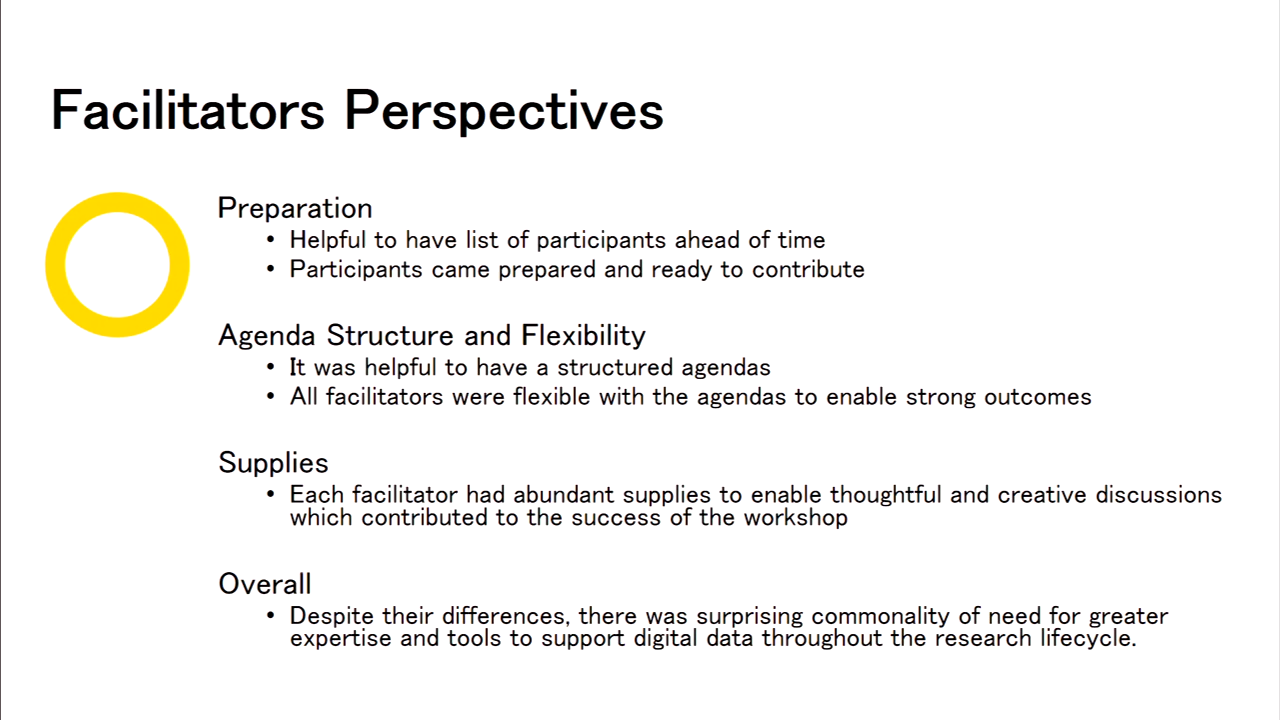 Facilitators Perspectives
Preparation
• Helpful to have list of participants ahead of time
• Participants came prepared and ready to contribute
Agenda Structure and Flexibility
• It was helpful to have a structured agendas
• All facilitators were flexible with the agendas to enable strong outcomes
Supplies
• Each facilitator had abundant supplies to enable thoughtful and creative discussions
which contributed to the success of the workshop
Overall
• Despite their differences, there was surprising commonality of need for greater
expertise and tools to support digital data throughout the research lifecycle.